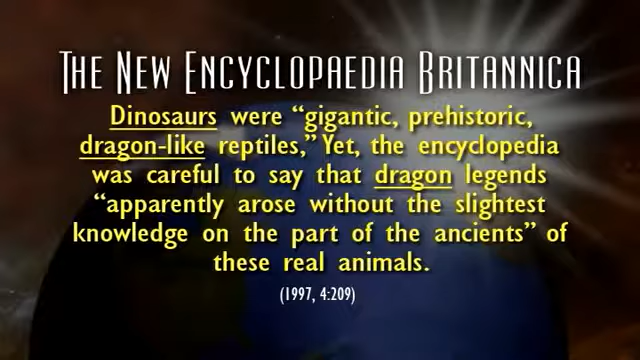 THE NEW ENCYCLOPAEDIA BRITANNICA
Dinosaurs were “gigantic, prehistoric,
dragon-like reptiles,” Yet, the encyclopedia
was careful to say that dragon legends
“apparently arose without the slightest
knowledge on the part of the ancients” of
these real animals.
(1997, 4:209)